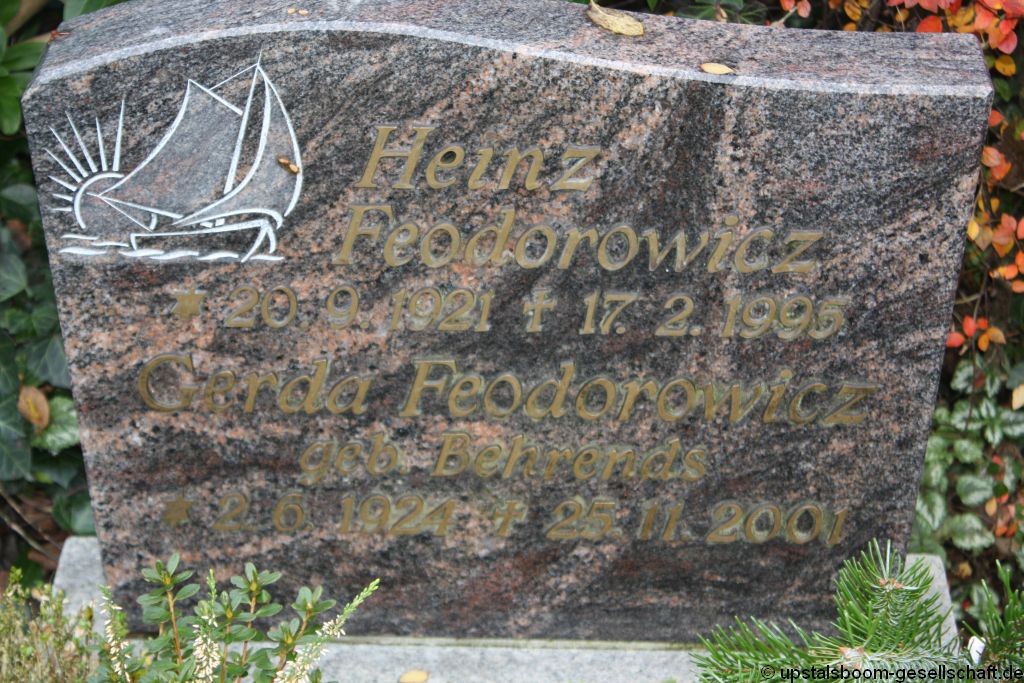 Heinz
Feodorowicz
* 20. 9. 1921 † 17. 2. 1995
Gerda Feodorowicz
geb. Behrends
* 2. 6. 1924 † 25. 11. 2001
© upstalsboom-gesellschaft.de